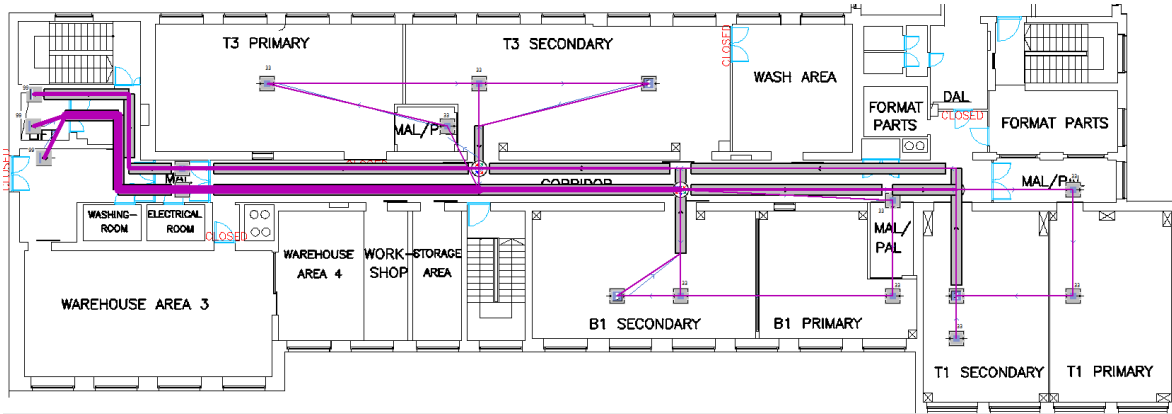 T3 PRIMARY
T3 SECONDARY
CLOSED
WASH AREA
MAL/P
FORMAT
PARTS
DAL
CLOSED
FORMAT PARTS
CLOSED
CLOSED
CORRIDOR
MAL/PAL
WASHING-
ROOM
ELECTRICAL
ROOM
CLOSED
WAREHOUSE
AREA 4
WORK-
SHOP
STORAGE
AREA
MAL/
PAL
WAREHOUSE AREA 3
B1 SECONDARY
B1 PRIMARY
T1 SECONDARY
T1 PRIMARY